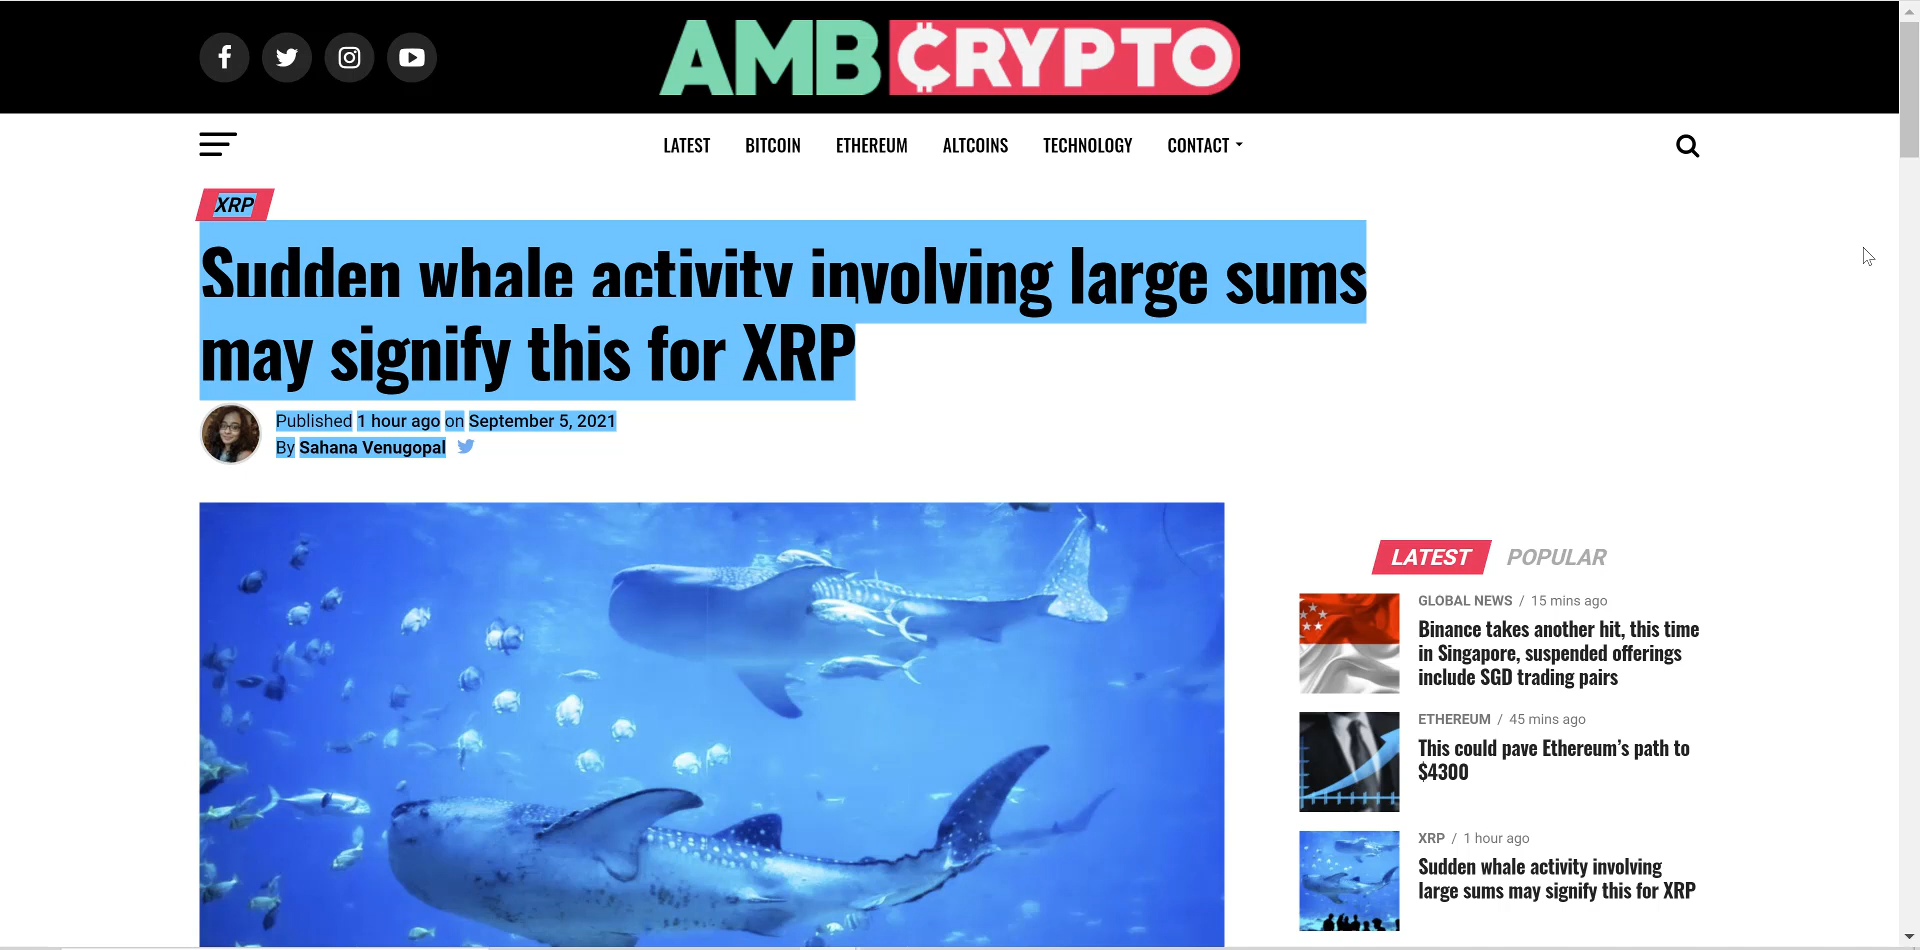 AMBCRYPTO
LATEST BITCOIN ETHEREUM ALTCOINS TECHNOLOGY CONTACT
XRP
Sudden whale activity involving large sums
may signify this for XRP
Published 1 hour ago on September 5, 2021
By Sahana Venugopal
LATEST POPULAR
GLOBAL NEWS / 15 mins ago
Binance takes another hit, this time
in Singapore, suspended offerings
include SGD trading pairs
ETHEREUM / 45 mins ago
This could pave Ethereum’s path to
$4300
XRP / 1 hour ago
Sudden whale activity involving
large sums may signify this for XRP